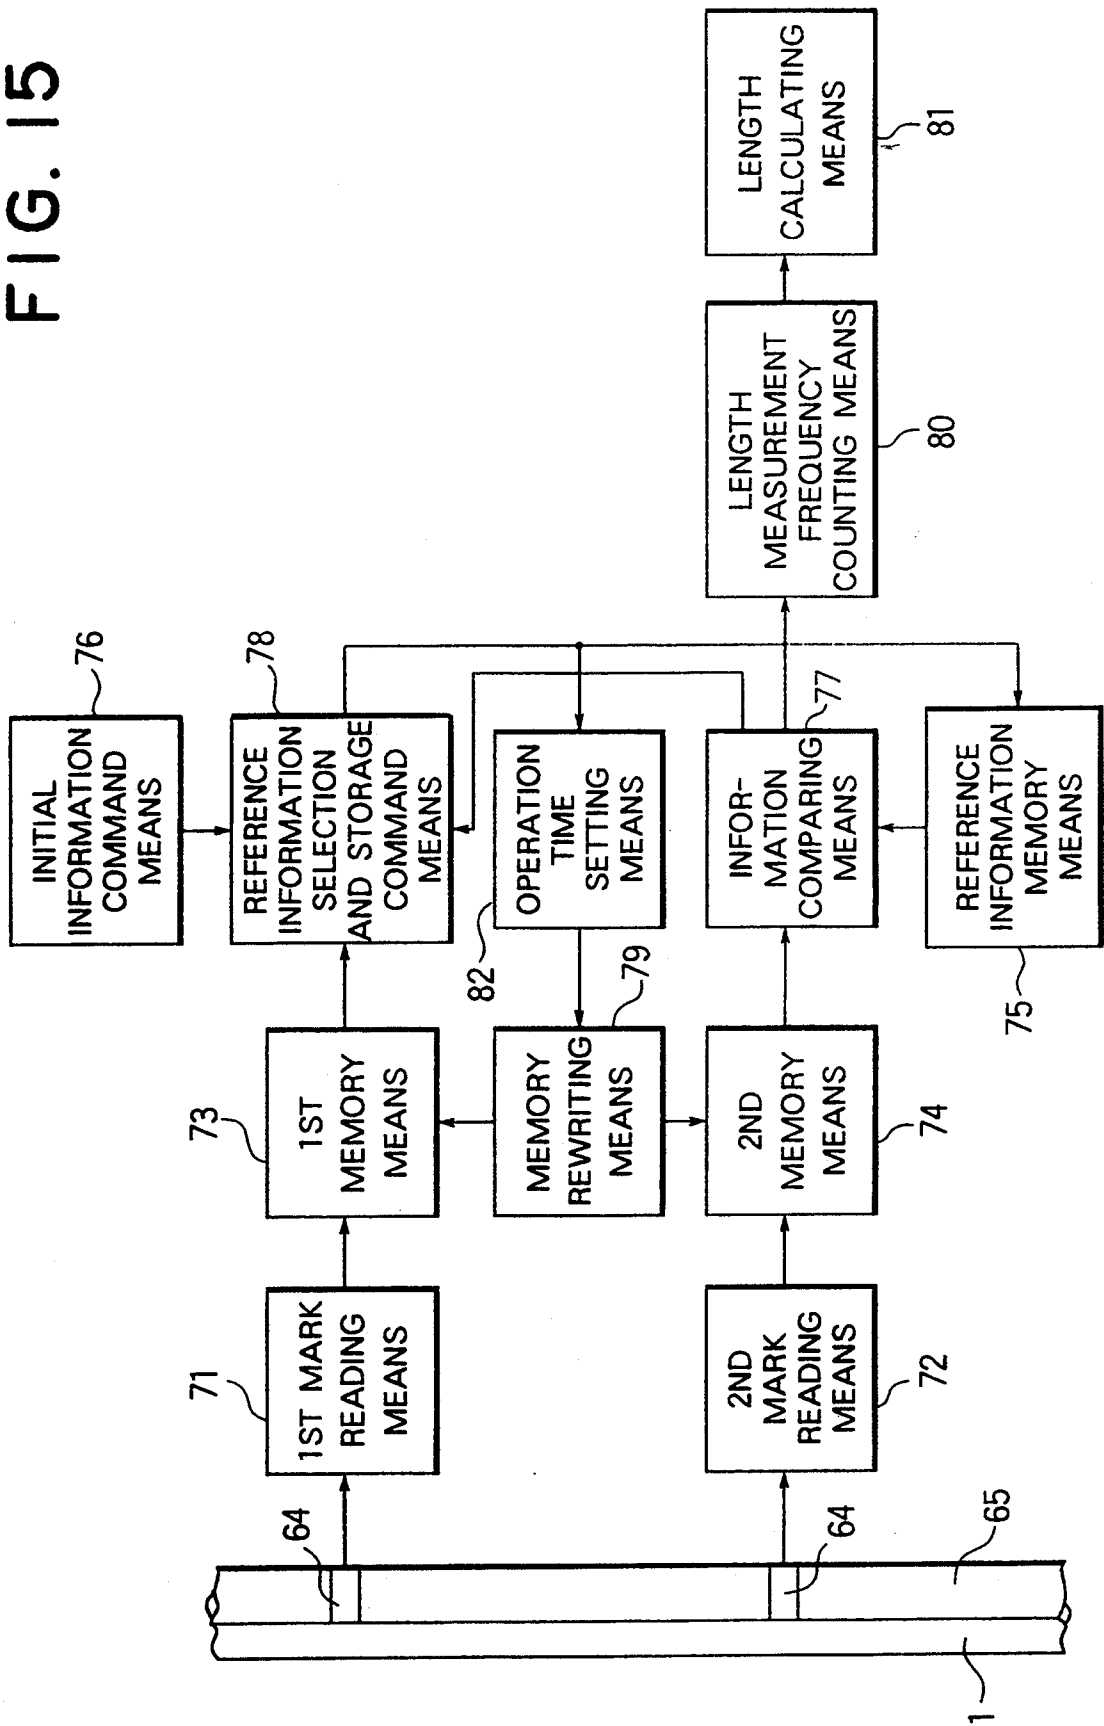 FIG. 15
INITIAL
INFORMATION
COMMAND
MEANS
76
REFERENCE
INFORMATION
SELECTION
AND STORAGE
COMMAND
MEANS
78
1ST
MEMORY
MEANS
73
1ST MARK
READING
MEANS
71
64
OPERATION
TIME
SETTING
MEANS
82
MEMORY
REWRITING
MEANS
79
LENGTH
CALCULATING
MEANS
81
LENGTH
MEASUREMENT
FREQUENCY
COUNTING MEANS
80
INFOR-
MATION
COMPARING
MEANS
77
2ND
MEMORY
MEANS
74
2ND
MARK
READING
MEANS
72
64
REFERENCE
INFORMATION
MEMORY
MEANS
75
65
1